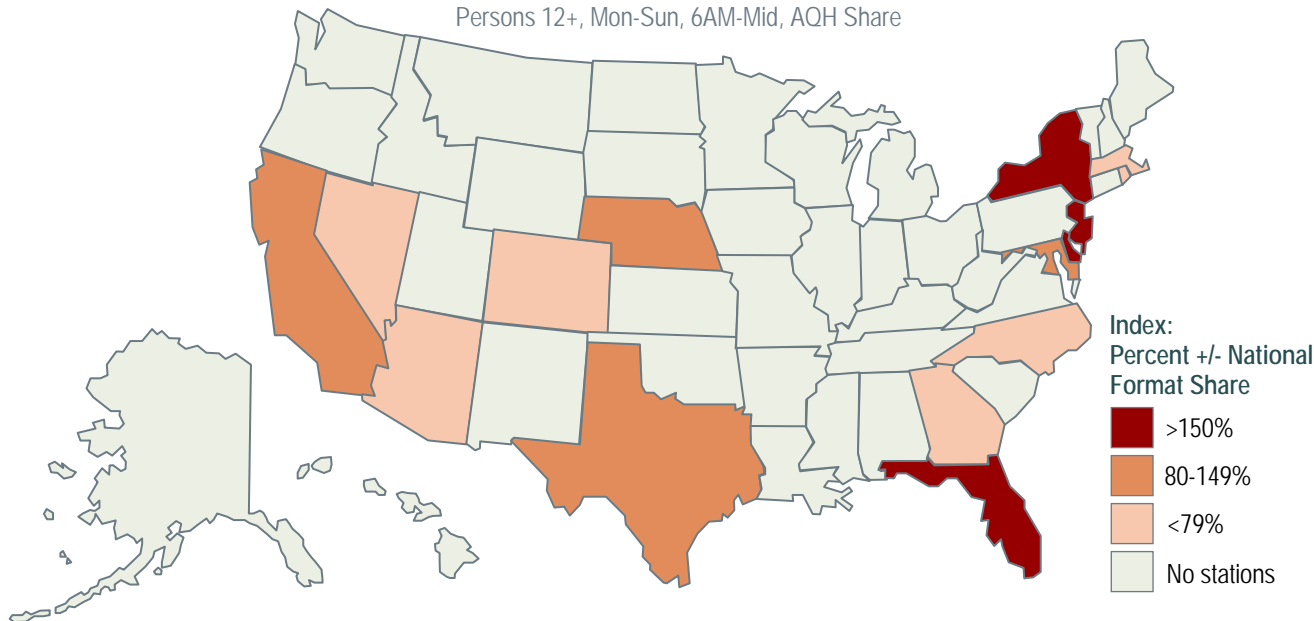 Persons 12+, Mon-Sun, 6AM-Mid, AQH Share
Index:
Percent +/- National
Format Share
>150%
80-149%
<79%
No stations